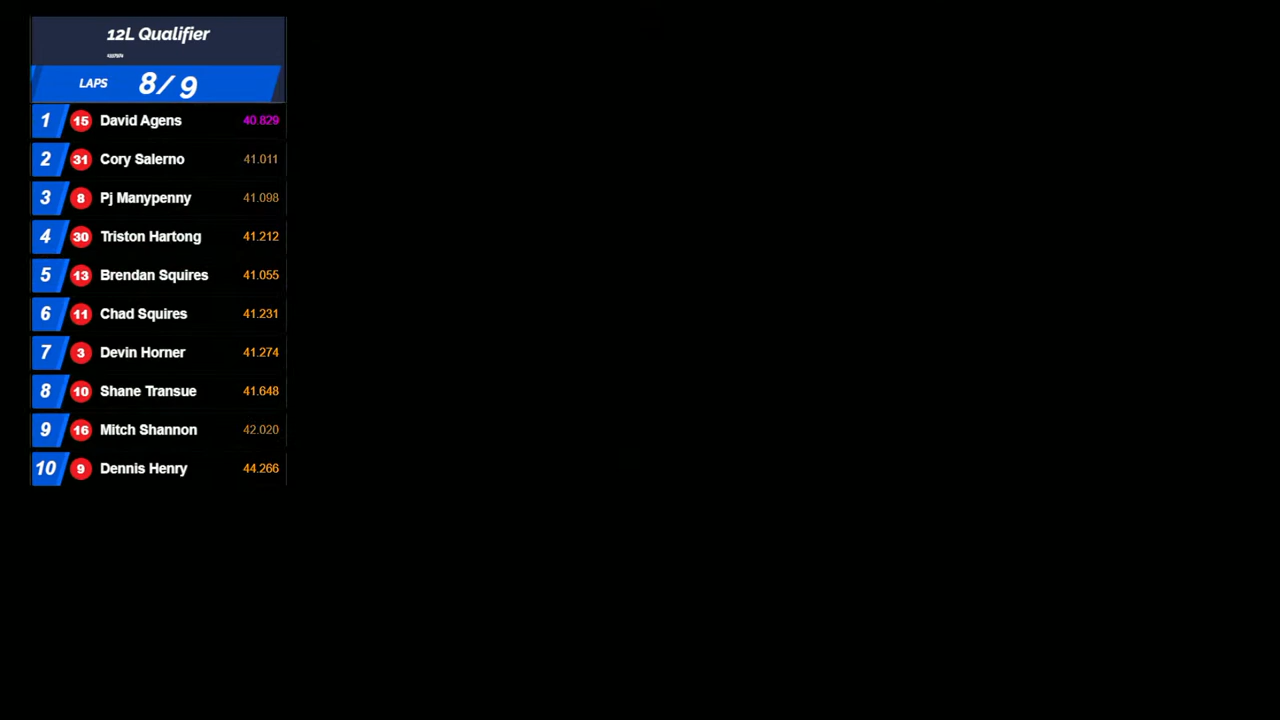 12L Qualifier
LAPS 8/9
1 15 David Agens 40.829
2 31 Cory Salerno 41.011
3 8 Pj Manypenny 41.098
4 30 Triston Hartong 41.212
5 13 Brendan Squires 41.055
6 11 Chad Squires 41.231
7 3 Devin Horner 41.274
8 10 Shane Transue 41.648
9 16 Mitch Shannon 42.020
10 9 Dennis Henry 44.266